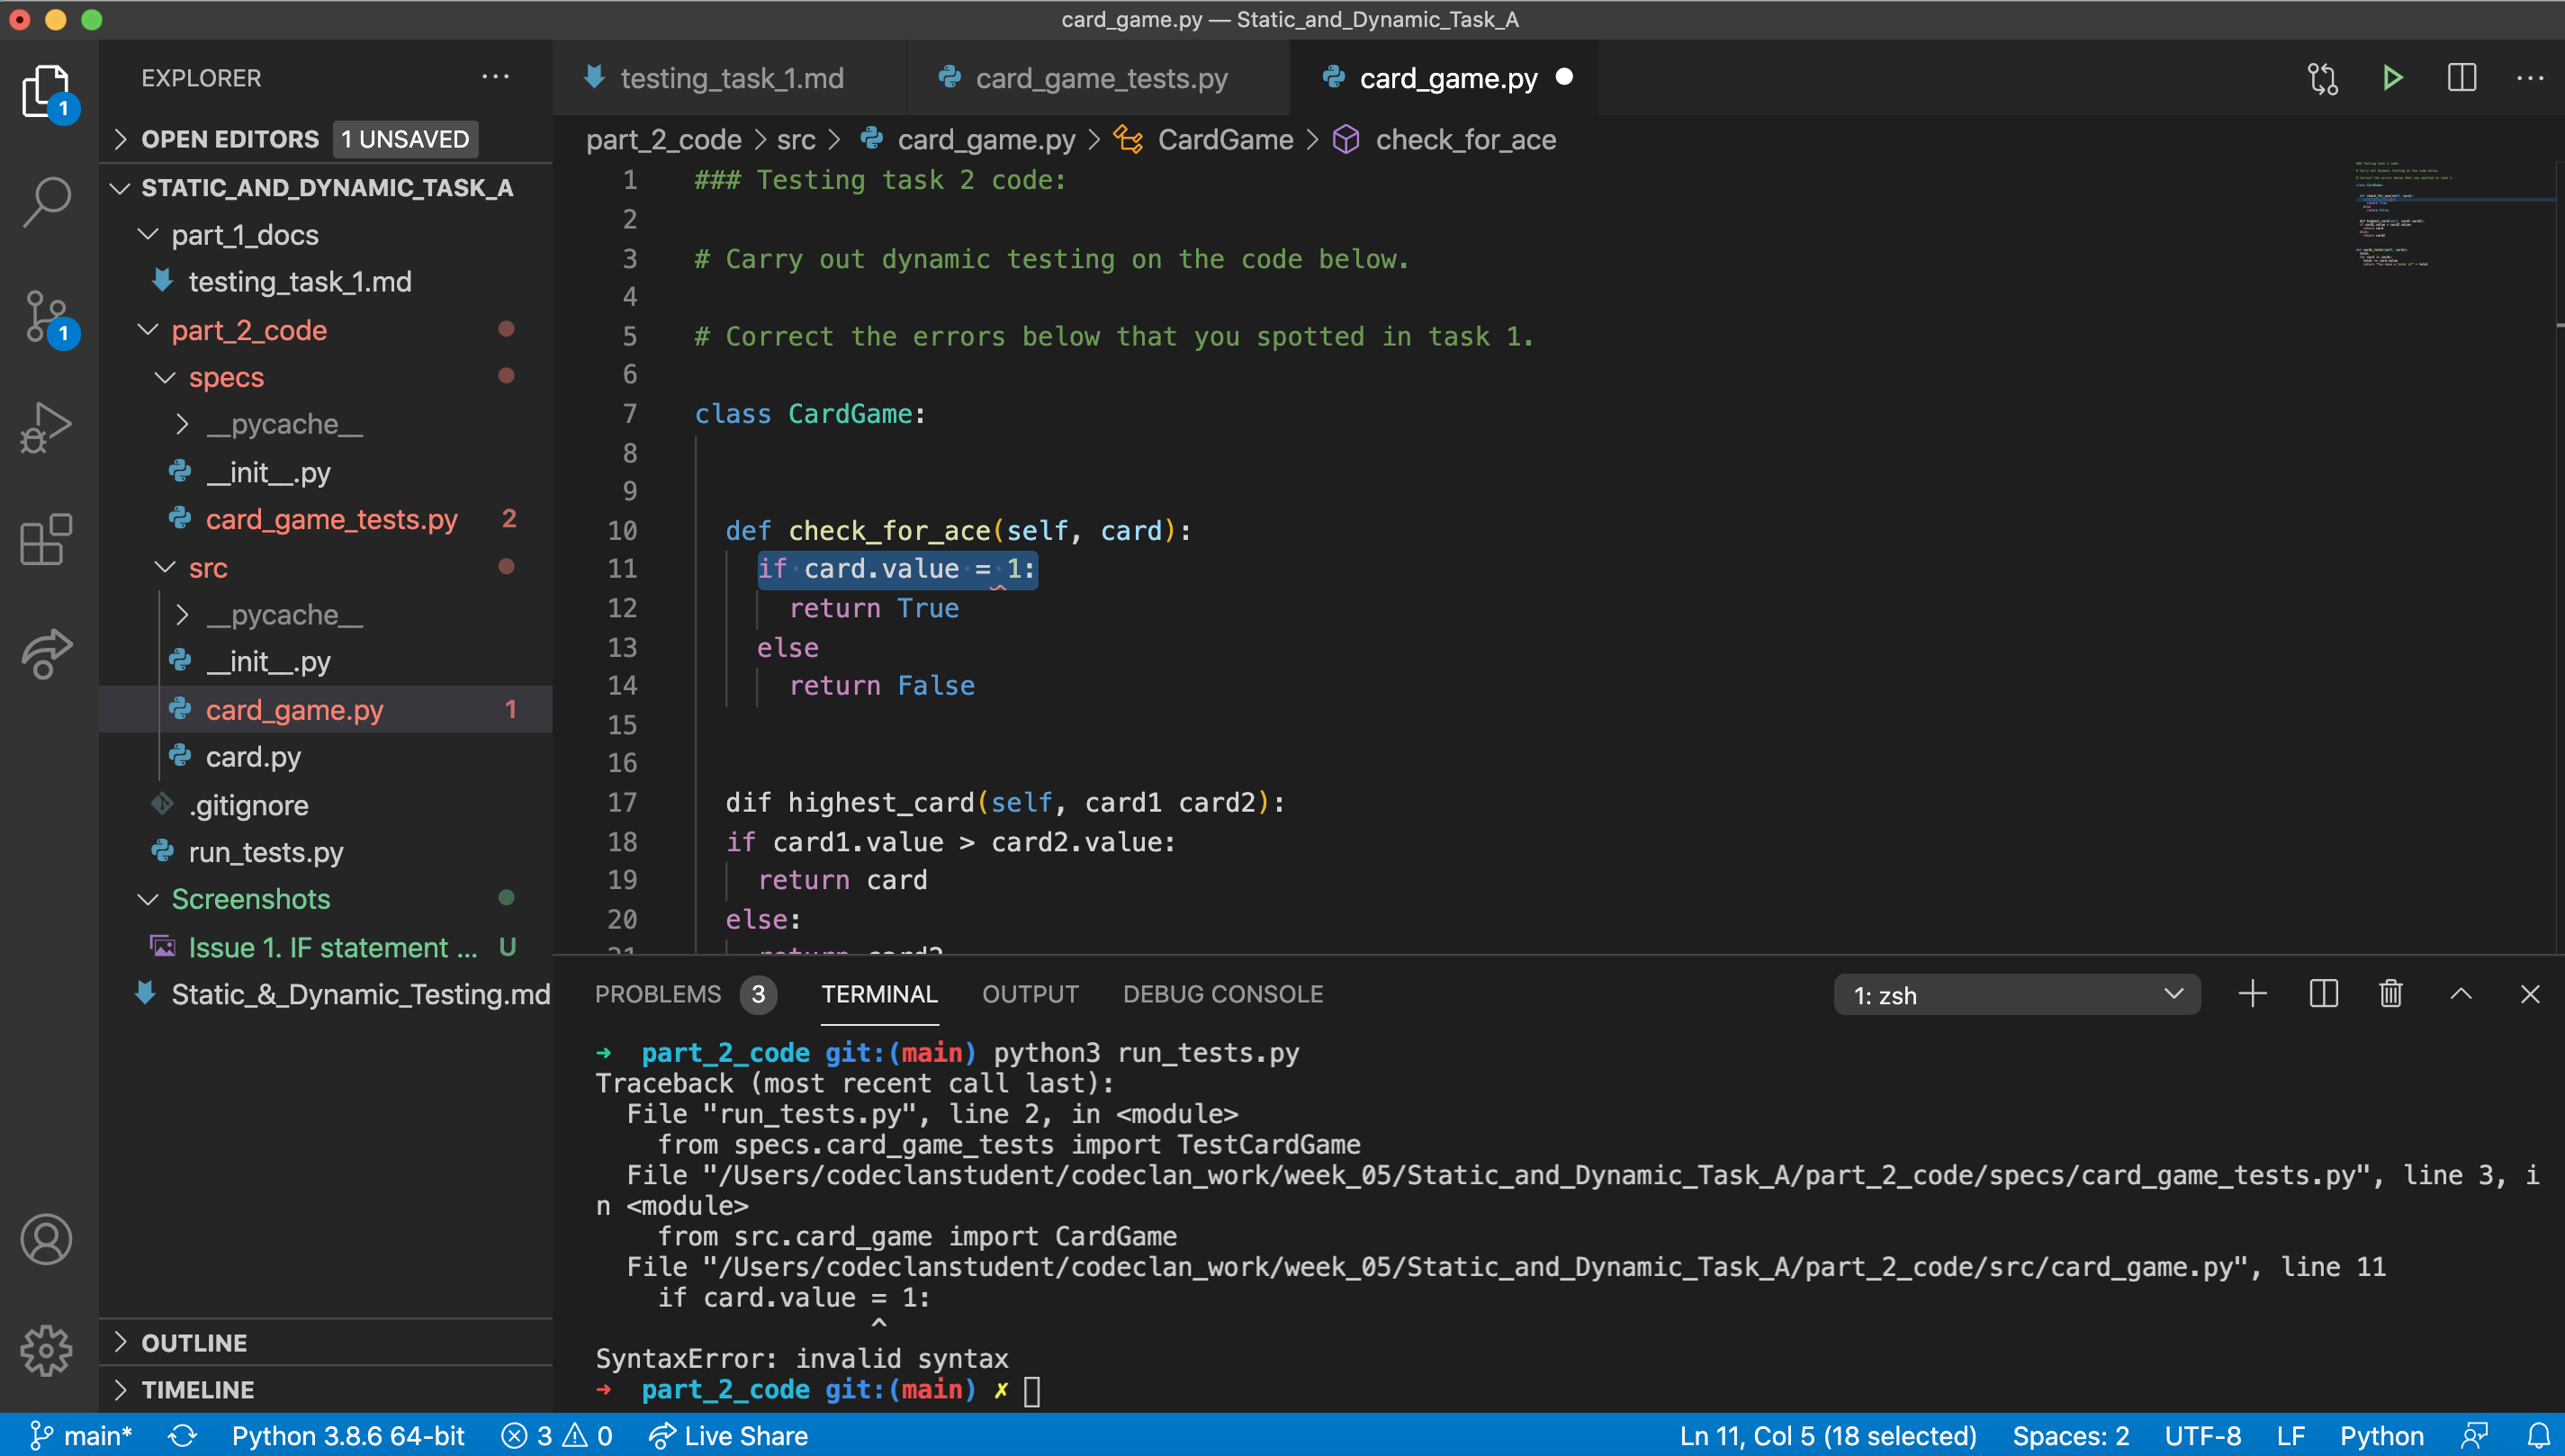 card_game.py — Static_and_Dynamic_Task_A
EXPLORER
OPEN EDITORS 1 UNSAVED
STATIC_AND_DYNAMIC_TASK_A
part_1_docs
testing_task_1.md
part_2_code
specs
__pycache__
__init__.py
card_game_tests.py 2
src
__pycache__
__init__.py
card_game.py 1
card.py
.gitignore
run_tests.py
Screenshots
Issue 1. IF statement ... U
Static_&_Dynamic_Testing.md
OUTLINE
TIMELINE
1
1
testing_task_1.md card_game_tests.py card_game.py
part_2_code > src > card_game.py > CardGame > check_for_ace
1 ### Testing task 2 code:
2
3 # Carry out dynamic testing on the code below.
4
5 # Correct the errors below that you spotted in task 1.
6
7 class CardGame:
8
9
10 def check_for_ace(self, card):
11 if card.value = 1:
12 return True
13 else
14 return False
15
16
17 dif highest_card(self, card1 card2):
18 if card1.value > card2.value:
19 return card
20 else:
21 return card2
PROBLEMS 3 TERMINAL OUTPUT DEBUG CONSOLE 1: zsh
➜ part_2_code git:(main) python3 run_tests.py
Traceback (most recent call last):
File "run_tests.py", line 2, in <module>
from specs.card_game_tests import TestCardGame
File "/Users/codeclanstudent/codeclan_work/week_05/Static_and_Dynamic_Task_A/part_2_code/specs/card_game_tests.py", line 3, i
n <module>
from src.card_game import CardGame
File "/Users/codeclanstudent/codeclan_work/week_05/Static_and_Dynamic_Task_A/part_2_code/src/card_game.py", line 11
if card.value = 1:
^
SyntaxError: invalid syntax
➜ part_2_code git:(main) ✗
main* Python 3.8.6 64-bit 3 0 Live Share Ln 11, Col 5 (18 selected) Spaces: 2 UTF-8 LF Python